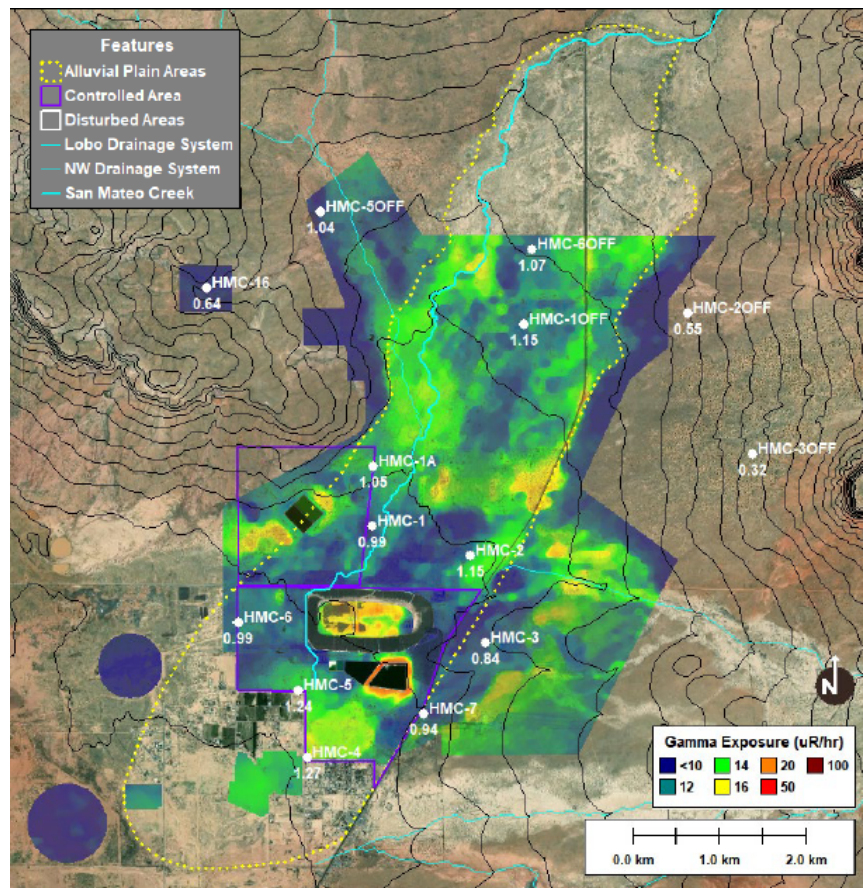 Features
Alluvial Plain Areas
Controlled Area
Disturbed Areas
Lobo Drainage System
NW Drainage System
San Mateo Creek
HMC-5OFF
1.04
HMC-6OFF
1.07
HMC-16
0.64
HMC-1OFF
1.15
HMC-2OFF
0.55
HMC-3OFF
0.32
HMC-1A
1.05
HMC-1
0.99
HMC-2
1.15
HMC-6
0.99
HMC-3
0.84
HMC-5
1.24
HMC-7
0.94
HMC-4
1.27
N
Gamma Exposure (uR/hr)
<10 14 20 100
12 16 50
0.0 km 1.0 km 2.0 km